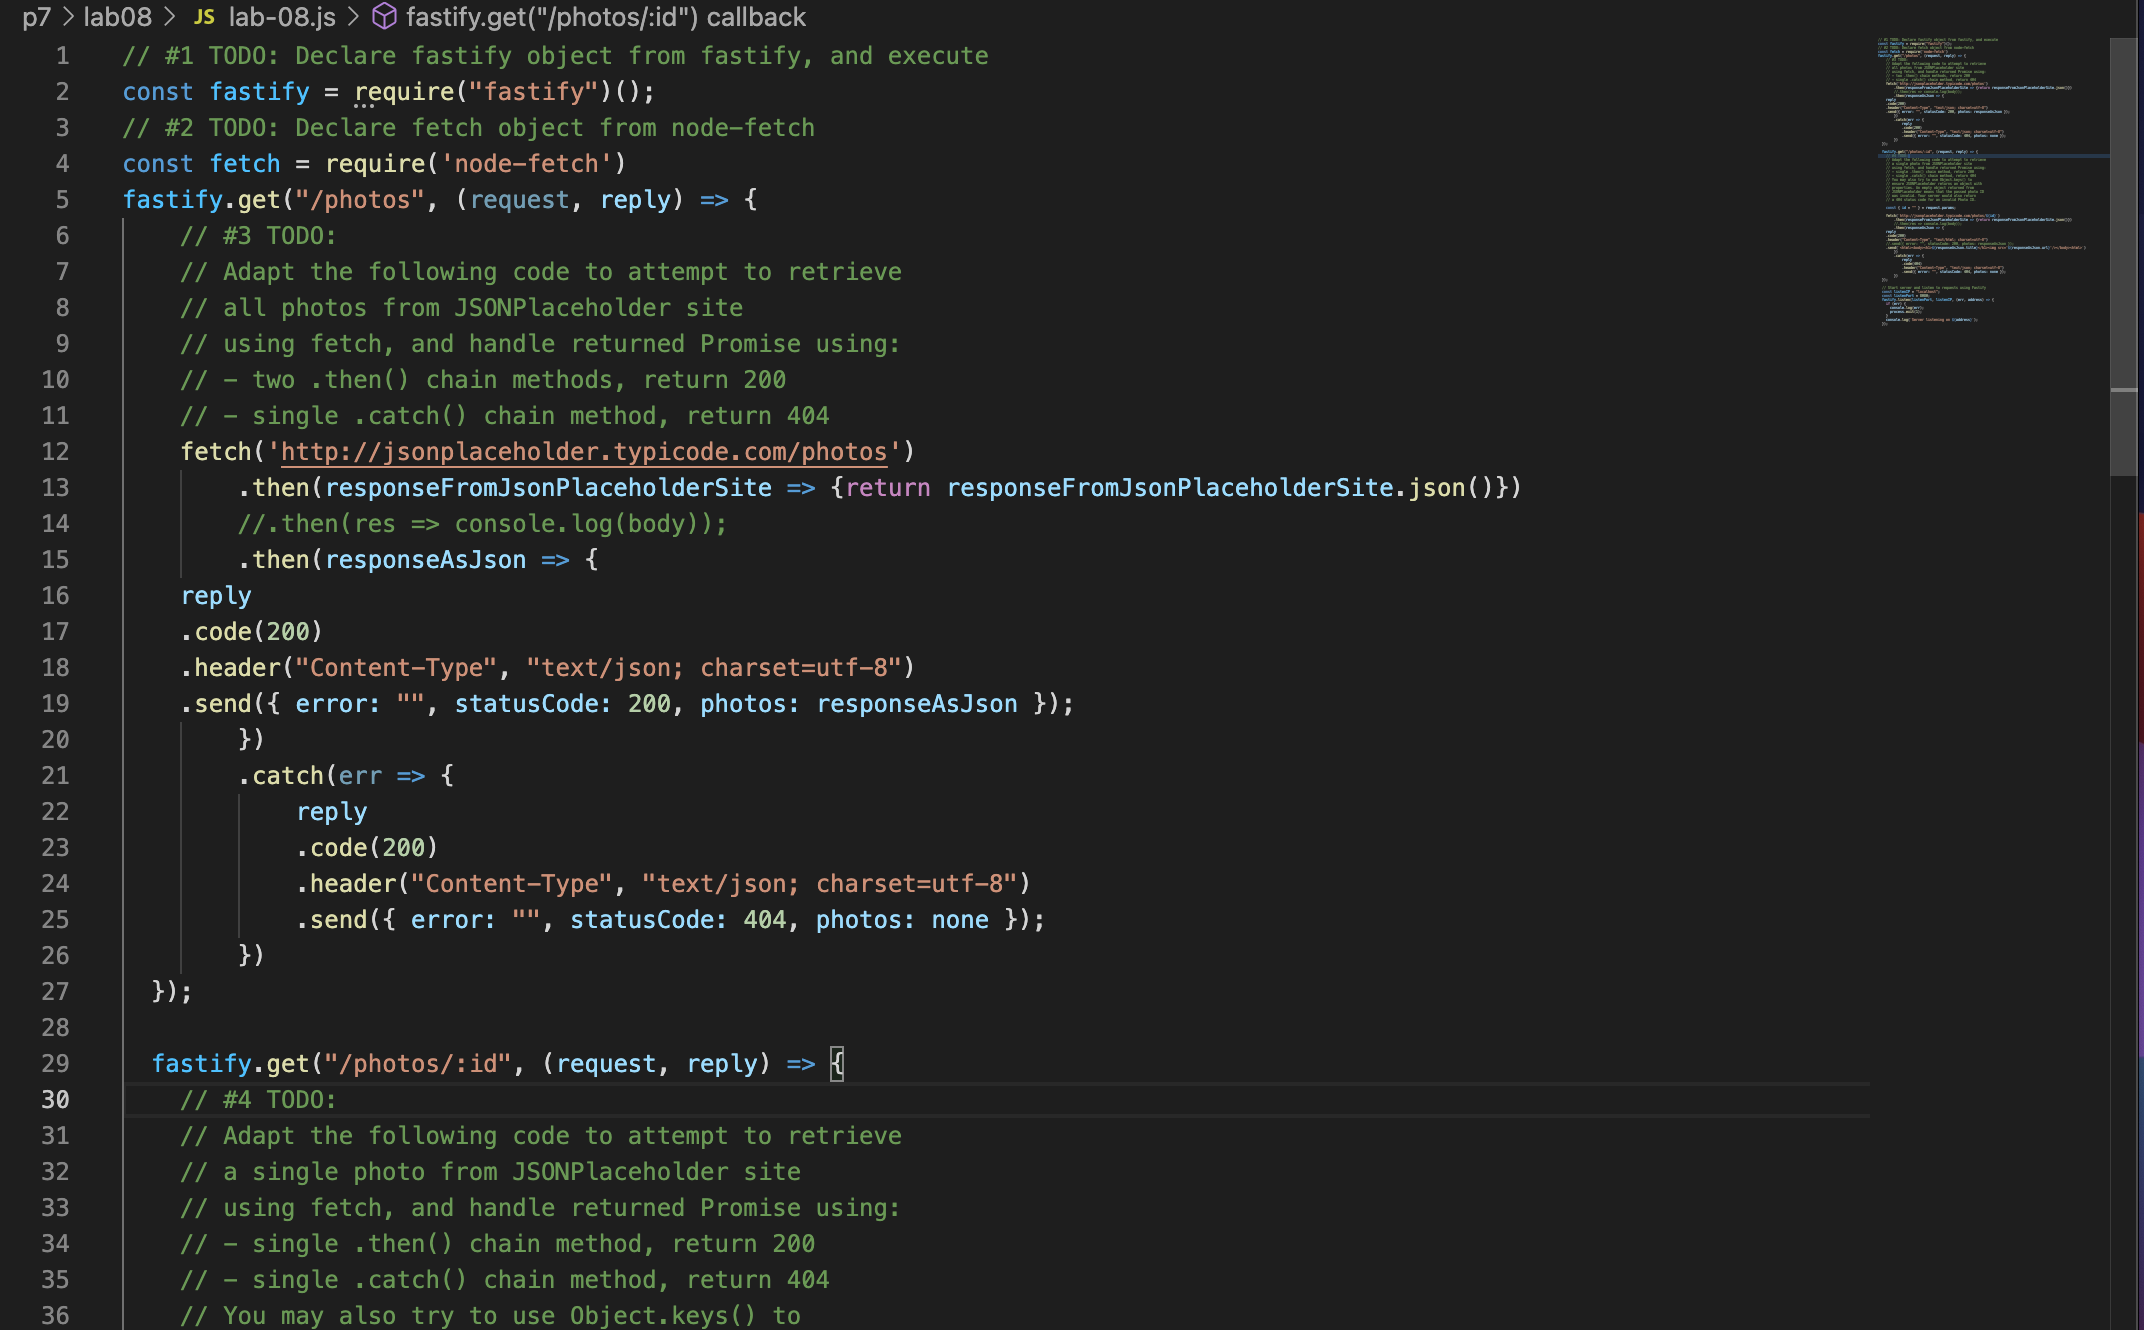 p7 > lab08 > JS lab-08.js > fastify.get("/photos/:id") callback
1 // #1 TODO: Declare fastify object from fastify, and execute
2 const fastify = require("fastify")();
3 // #2 TODO: Declare fetch object from node-fetch
4 const fetch = require('node-fetch')
5 fastify.get("/photos", (request, reply) => {
6 // #3 TODO:
7 // Adapt the following code to attempt to retrieve
8 // all photos from JSONPlaceholder site
9 // using fetch, and handle returned Promise using:
10 // - two .then() chain methods, return 200
11 // - single .catch() chain method, return 404
12 fetch('http://jsonplaceholder.typicode.com/photos')
13 .then(responseFromJsonPlaceholderSite => {return responseFromJsonPlaceholderSite.json()})
14 //.then(res => console.log(body));
15 .then(responseAsJson => {
16 reply
17 .code(200)
18 .header("Content-Type", "text/json; charset=utf-8")
19 .send({ error: "", statusCode: 200, photos: responseAsJson });
20 })
21 .catch(err => {
22 reply
23 .code(200)
24 .header("Content-Type", "text/json; charset=utf-8")
25 .send({ error: "", statusCode: 404, photos: none });
26 })
27 });
28
29 fastify.get("/photos/:id", (request, reply) => {
30 // #4 TODO:
31 // Adapt the following code to attempt to retrieve
32 // a single photo from JSONPlaceholder site
33 // using fetch, and handle returned Promise using:
34 // - single .then() chain method, return 200
35 // - single .catch() chain method, return 404
36 // You may also try to use Object.keys() to